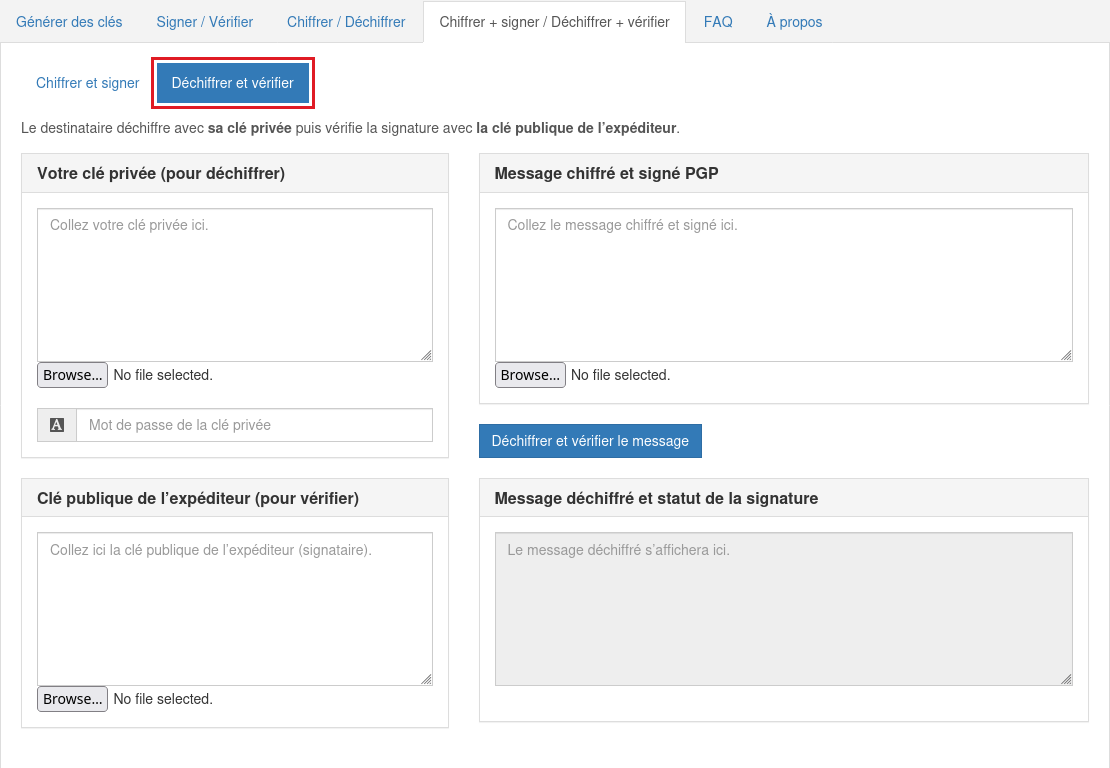 Générer des clés
Signer / Vérifier
Chiffrer / Déchiffrer
Chiffrer + signer / Déchiffrer + vérifier
FAQ
À propos
Chiffrer et signer
Déchiffrer et vérifier
Le destinataire déchiffre avec sa clé privée puis vérifie la signature avec la clé publique de l’expéditeur.
Votre clé privée (pour déchiffrer)
Collez votre clé privée ici.
Browse... No file selected.
A Mot de passe de la clé privée
Message chiffré et signé PGP
Collez le message chiffré et signé ici.
Browse... No file selected.
Déchiffrer et vérifier le message
Clé publique de l’expéditeur (pour vérifier)
Collez ici la clé publique de l’expéditeur (signataire).
Browse... No file selected.
Message déchiffré et statut de la signature
Le message déchiffré s’affichera ici.